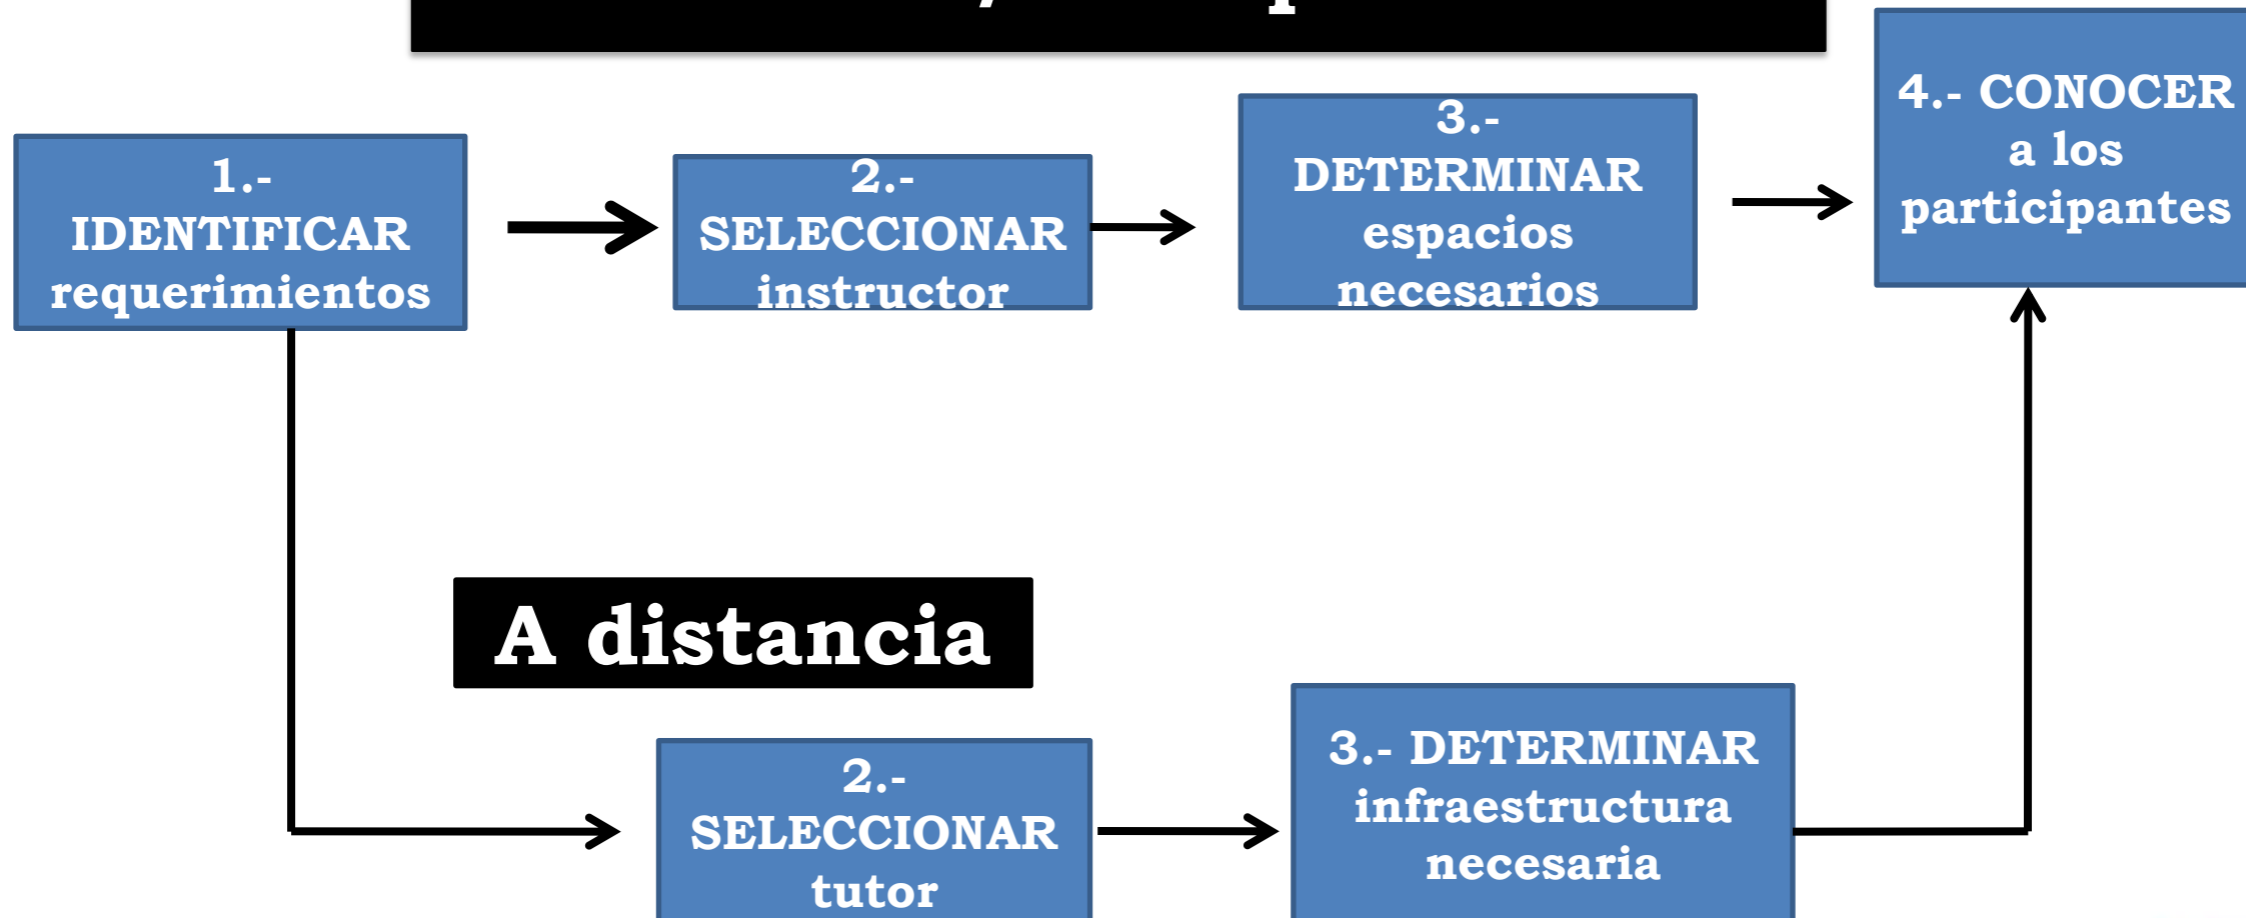 1.-
IDENTIFICAR
requerimientos
2.-
SELECCIONAR
instructor
3.-
DETERMINAR
espacios
necesarios
4.- CONOCER
a los
participantes
A distancia
2.-
SELECCIONAR
tutor
3.- DETERMINAR
infraestructura
necesaria